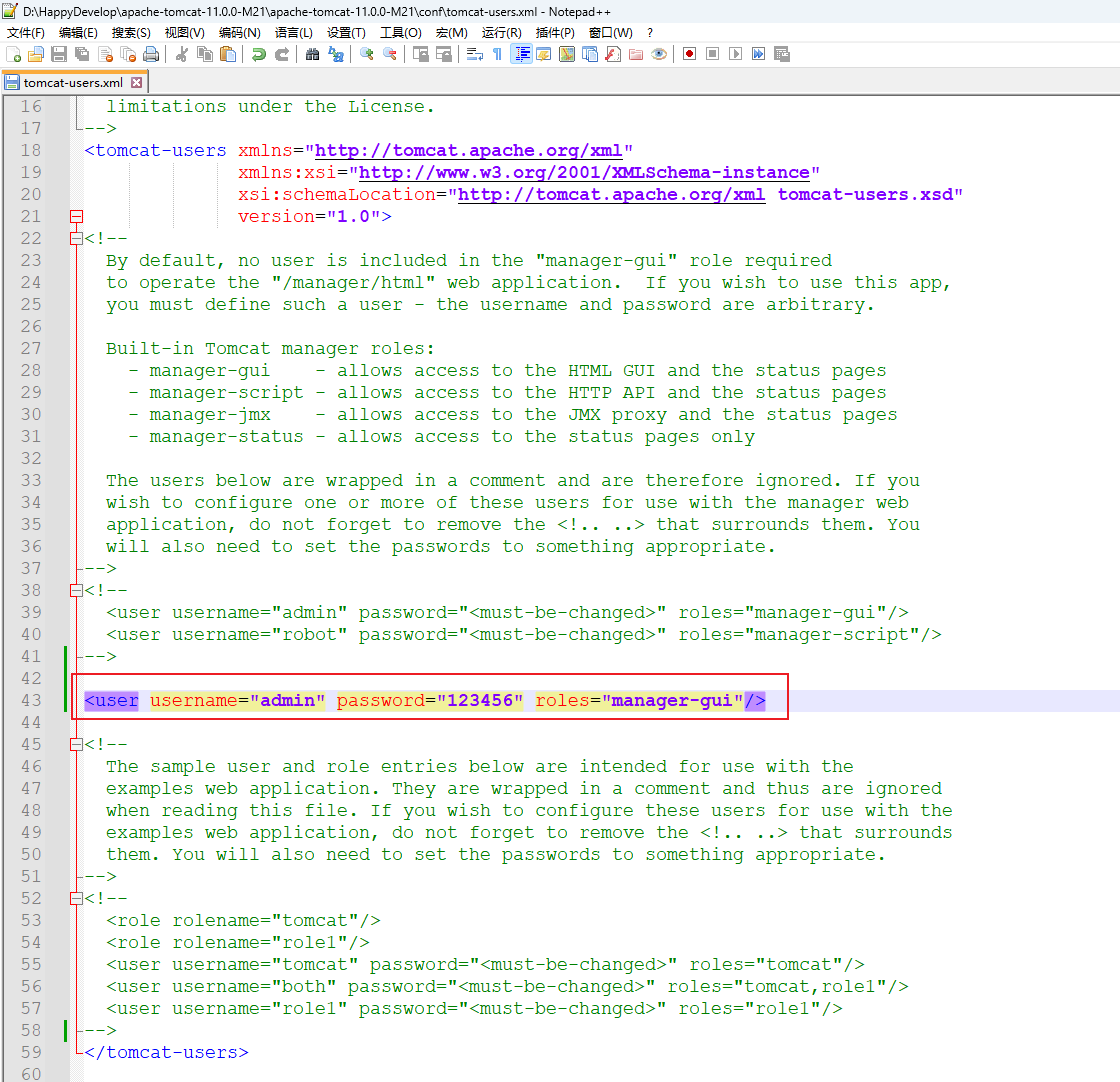 D:\HappyDevelop\apache-tomcat-11.0.0-M21\apache-tomcat-11.0.0-M21\conf\tomcat-users.xml - Notepad++
文件(F) 编辑(E) 搜索(S) 视图(V) 编码(N) 语言(L) 设置(T) 工具(O) 宏(M) 运行(R) 插件(P) 窗口(W) ?
tomcat-users.xml
16 limitations under the License.
17 -->
18 <tomcat-users xmlns="http://tomcat.apache.org/xml"
19 xmlns:xsi="http://www.w3.org/2001/XMLSchema-instance"
20 xsi:schemaLocation="http://tomcat.apache.org/xml tomcat-users.xsd"
21 version="1.0">
22 <!--
23 By default, no user is included in the "manager-gui" role required
24 to operate the "/manager/html" web application.  If you wish to use this app,
25 you must define such a user - the username and password are arbitrary.
26
27 Built-in Tomcat manager roles:
28 - manager-gui    - allows access to the HTML GUI and the status pages
29 - manager-script - allows access to the HTTP API and the status pages
30 - manager-jmx    - allows access to the JMX proxy and the status pages
31 - manager-status - allows access to the status pages only
32
33 The users below are wrapped in a comment and are therefore ignored. If you
34 wish to configure one or more of these users for use with the manager web
35 application, do not forget to remove the <!.. ..> that surrounds them. You
36 will also need to set the passwords to something appropriate.
37 -->
38 <!--
39 <user username="admin" password="<must-be-changed>" roles="manager-gui"/>
40 <user username="robot" password="<must-be-changed>" roles="manager-script"/>
41 -->
42
43 <user username="admin" password="123456" roles="manager-gui"/>
44
45 <!--
46 The sample user and role entries below are intended for use with the
47 examples web application. They are wrapped in a comment and thus are ignored
48 when reading this file. If you wish to configure these users for use with the
49 examples web application, do not forget to remove the <!.. ..> that surrounds
50 them. You will also need to set the passwords to something appropriate.
51 -->
52 <!--
53 <role rolename="tomcat"/>
54 <role rolename="role1"/>
55 <user username="tomcat" password="<must-be-changed>" roles="tomcat"/>
56 <user username="both" password="<must-be-changed>" roles="tomcat,role1"/>
57 <user username="role1" password="<must-be-changed>" roles="role1"/>
58 -->
59 </tomcat-users>
60